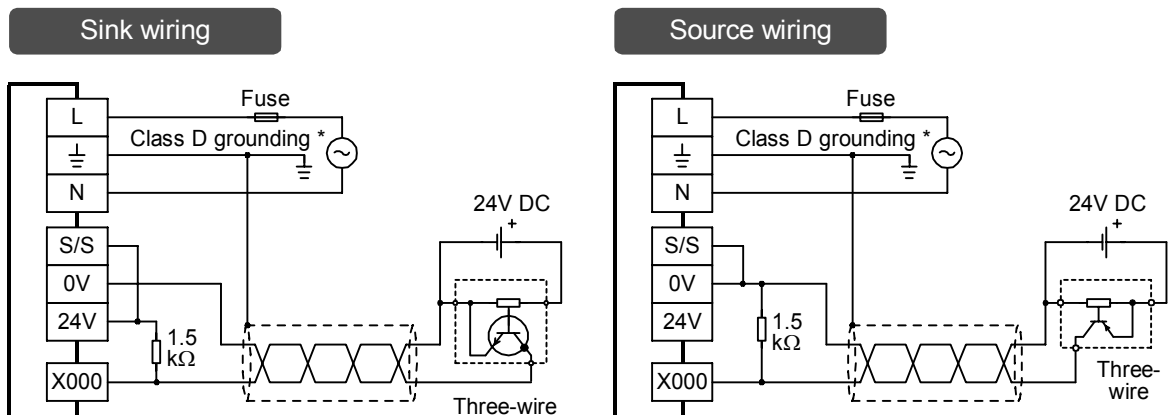 Sink wiring
L
Fuse
Class D grounding *
N
24V DC
+
S/S
0V
24V
1.5
kΩ
X000
Three-wire
Source wiring
L
Fuse
Class D grounding *
N
24V DC
+
S/S
0V
24V
1.5
kΩ
X000
Three-
wire